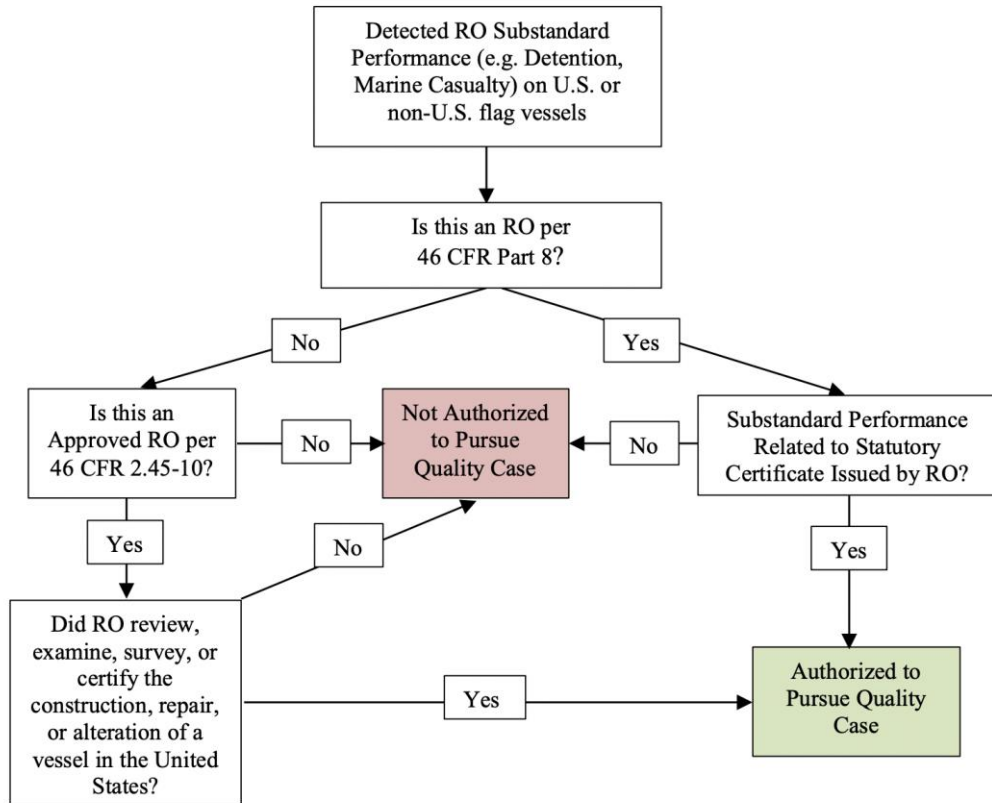 Detected RO Substandard
Performance (e.g. Detention,
Marine Casualty) on U.S. or
non-U.S. flag vessels
Is this an RO per
46 CFR Part 8?
No
Yes
Is this an
Approved RO per
46 CFR 2.45-10?
No
Not Authorized
to Pursue
Quality Case
No
Substandard Performance
Related to Statutory
Certificate Issued by RO?
Yes
No
Yes
Did RO review,
examine, survey, or
certify the
construction, repair,
or alteration of a
vessel in the United
States?
Yes
Authorized to
Pursue Quality
Case